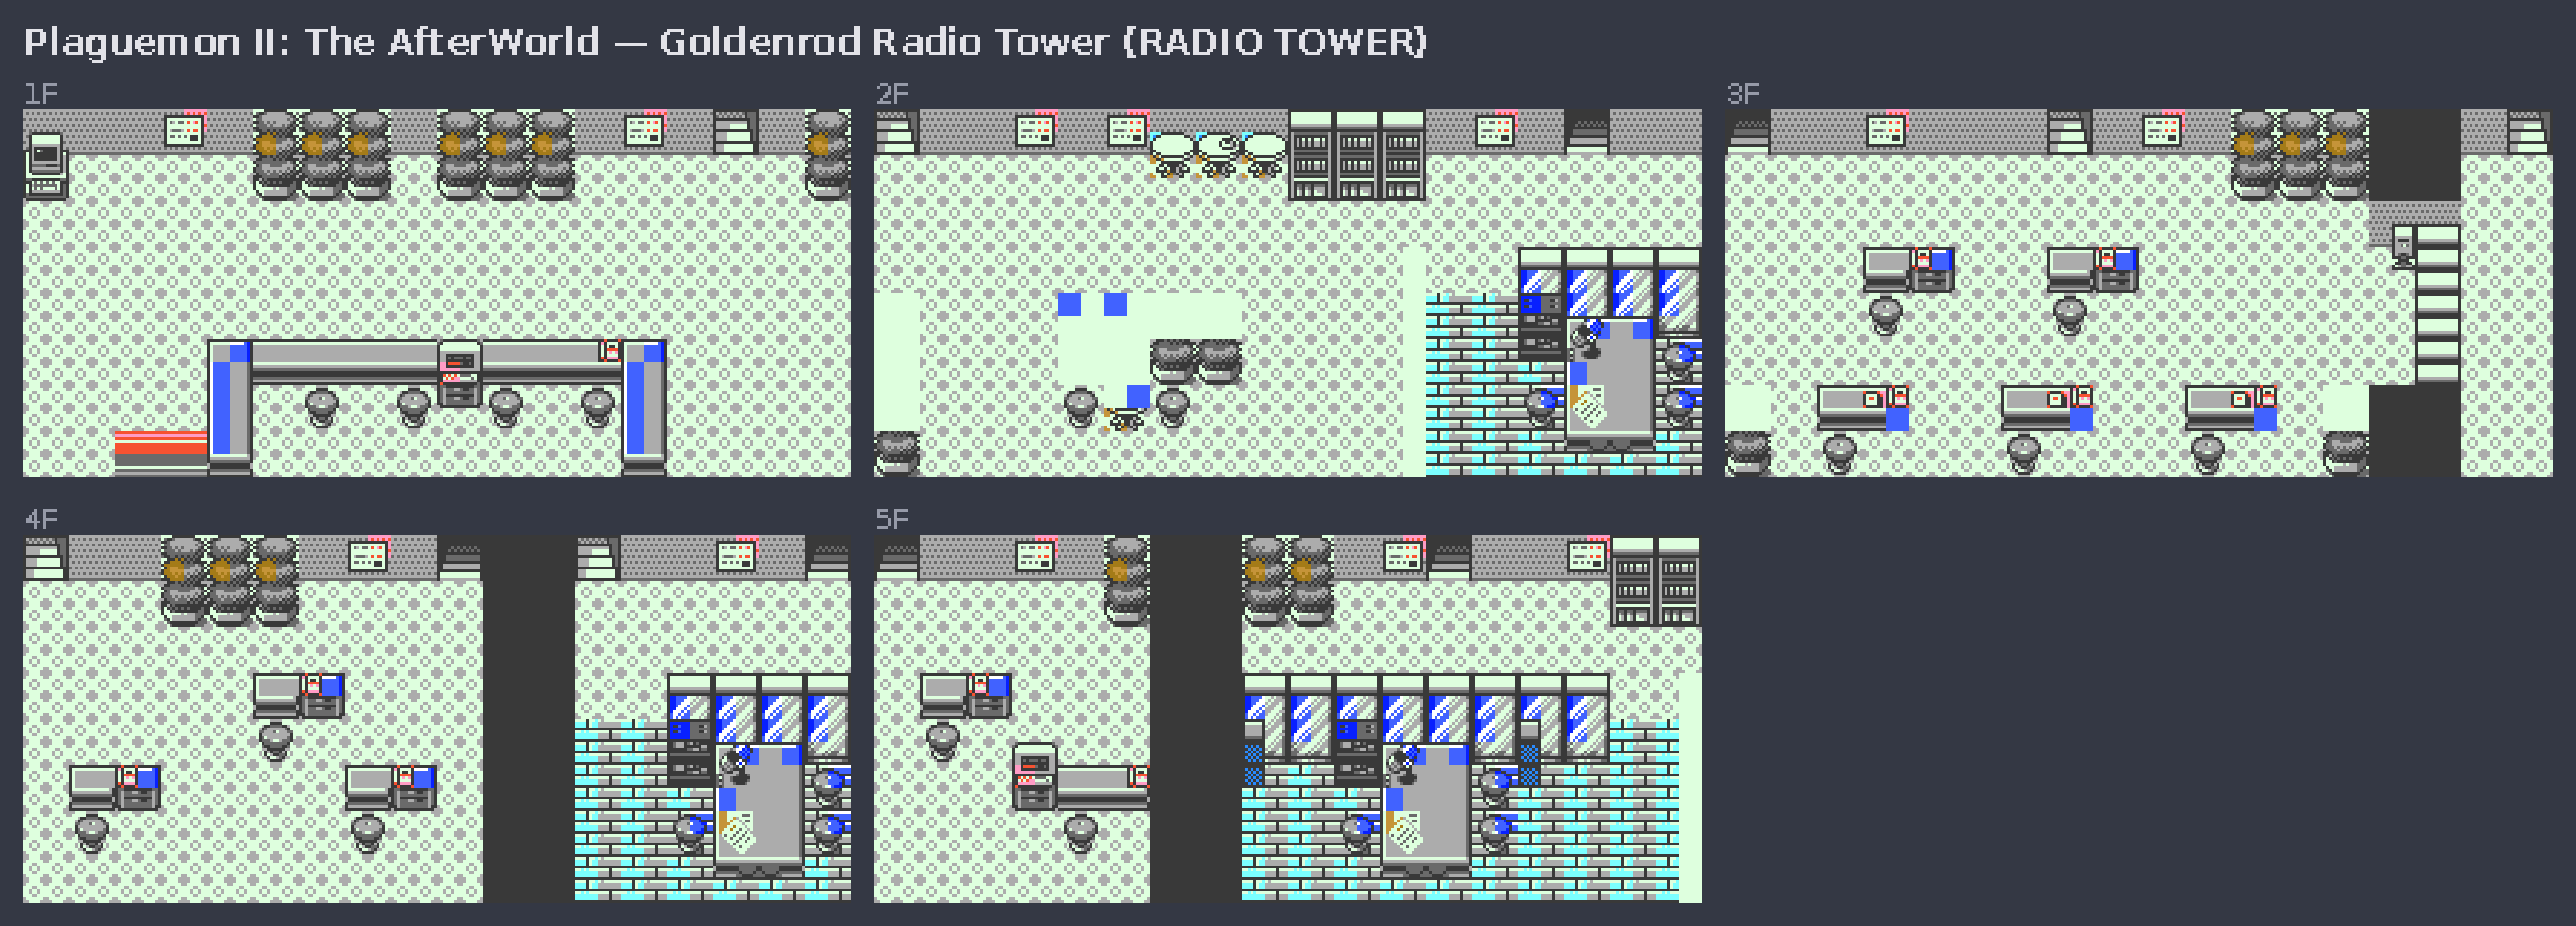 Plaguemon II: The AfterWorld — Goldenrod Radio Tower (RADIO TOWER)
1F
2F
3F
4F
5F